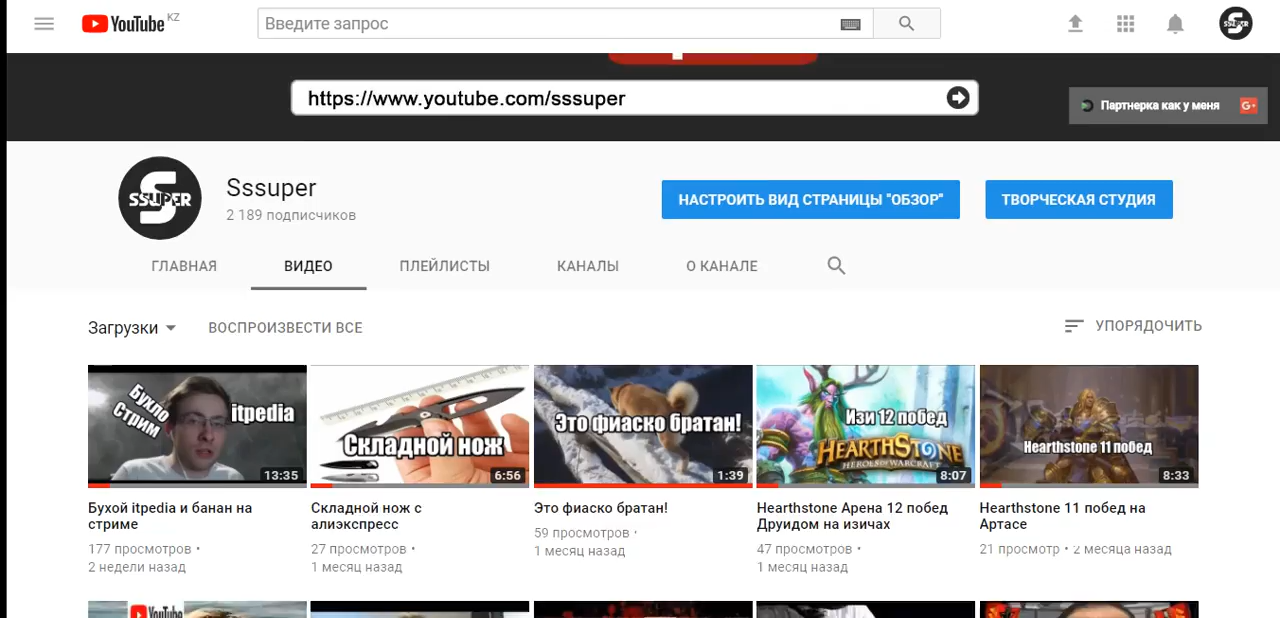 YouTube KZ
Введите запрос
https://www.youtube.com/sssuper
Партнерка как у меня
G+
SSUPER
Sssuper
2 189 подписчиков
НАСТРОИТЬ ВИД СТРАНИЦЫ "ОБЗОР"
ТВОРЧЕСКАЯ СТУДИЯ
ГЛАВНАЯ
ВИДЕО
ПЛЕЙЛИСТЫ
КАНАЛЫ
О КАНАЛЕ
Загрузки
ВОСПРОИЗВЕСТИ ВСЕ
УПОРЯДОЧИТЬ
Бухло
Стрим
itpedia
13:35
Складной нож
6:56
Это фиаско братан!
1:39
Изи 12 побед
HEARTHSTONE
HEROES OF WARCRAFT
8:07
Hearthstone 11 побед
8:33
Бухой itpedia и банан на
стриме
177 просмотров •
2 недели назад
Складной нож с
алиэкспресс
27 просмотров •
1 месяц назад
Это фиаско братан!
59 просмотров •
1 месяц назад
Hearthstone Арена 12 побед
Друидом на изичах
47 просмотров •
1 месяц назад
Hearthstone 11 побед на
Артасе
21 просмотр • 2 месяца назад
YouTube